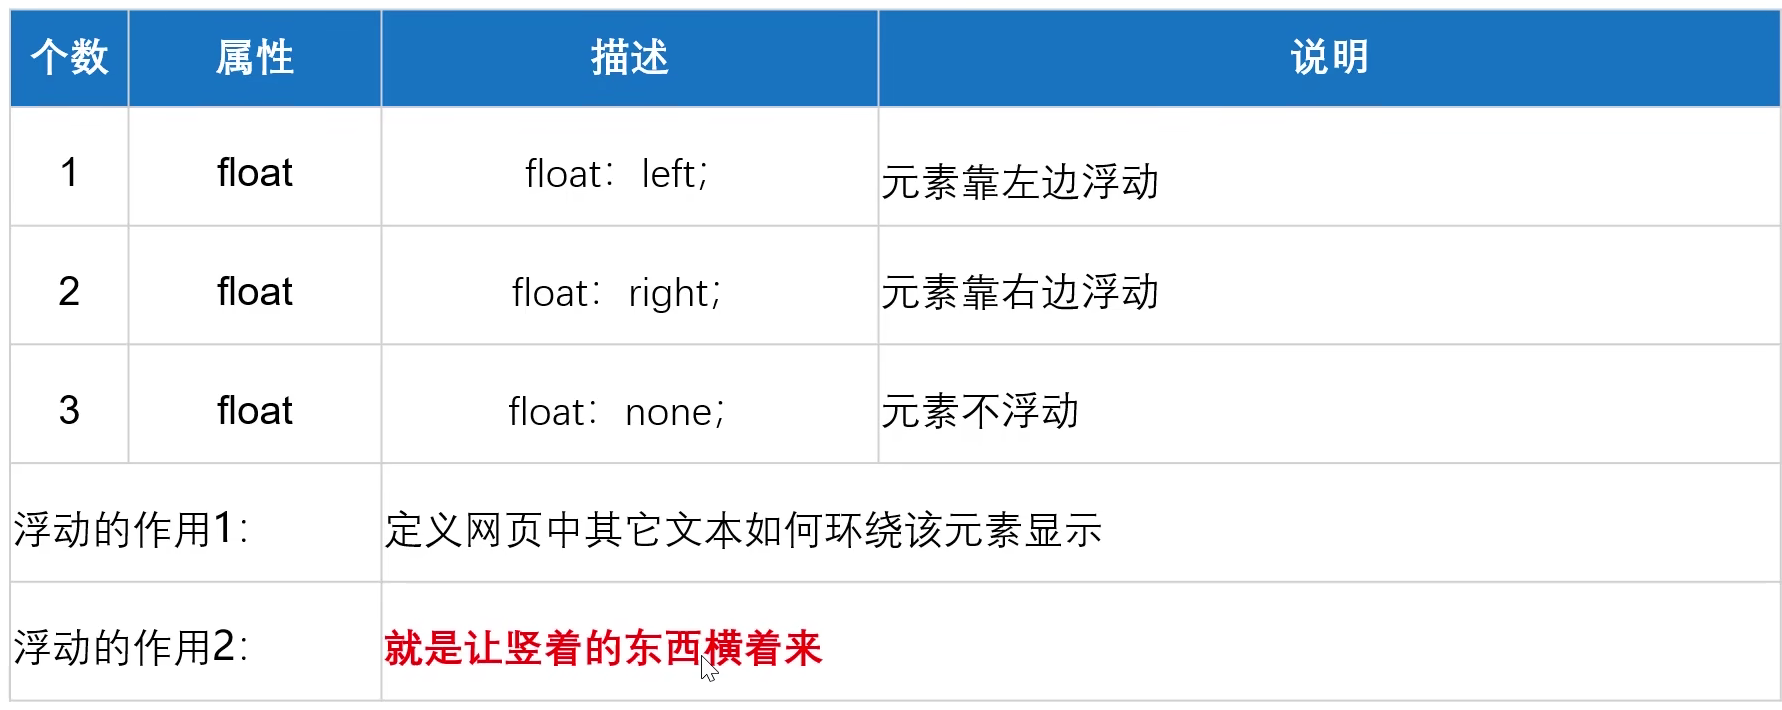 个数 属性 描述 说明
1 float float：left； 元素靠左边浮动
2 float float：right； 元素靠右边浮动
3 float float：none； 元素不浮动
浮动的作用1： 定义网页中其它文本如何环绕该元素显示
浮动的作用2： 就是让竖着的东西横着来